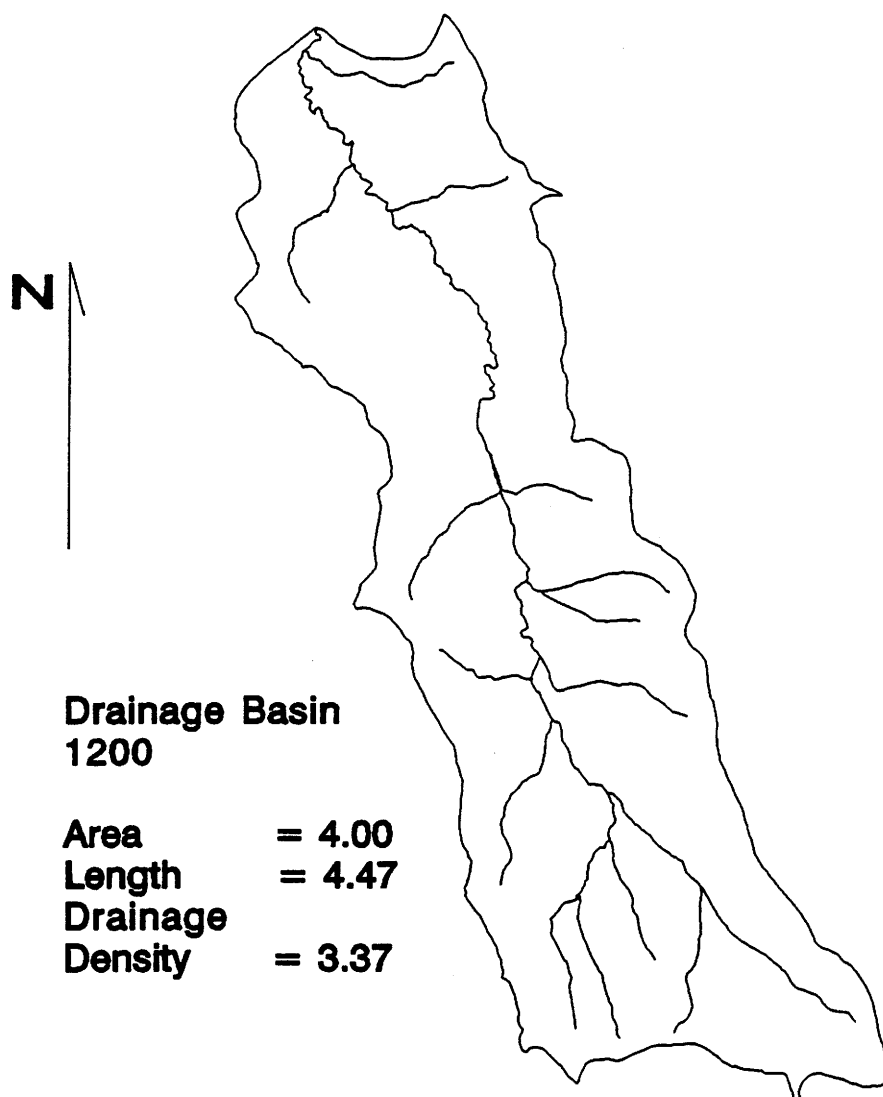 N
Drainage Basin
1200
Area = 4.00
Length = 4.47
Drainage
Density = 3.37